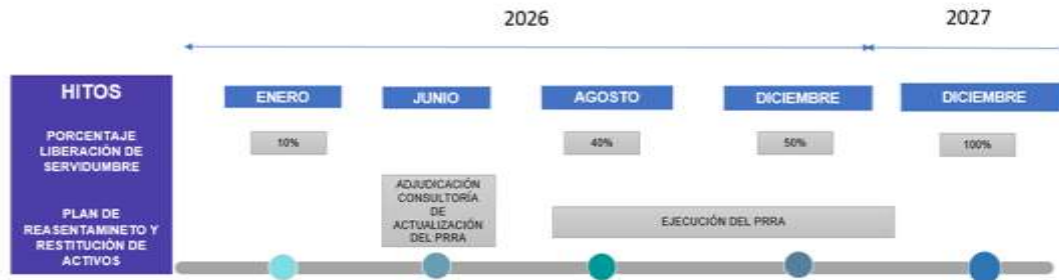 2026
2027
HITOS
ENERO
JUNIO
AGOSTO
DICIEMBRE
DICIEMBRE
PORCENTAJE
LIBERACIÓN DE
SERVIDUMBRE
10%
40%
50%
100%
PLAN DE
REASENTAMINETO Y
RESTITUCIÓN DE
ACTIVOS
ADJUDICACIÓN
CONSULTORÍA
DE
ACTUALIZACIÓN
DEL PRRA
EJECUCIÓN DEL PRRA